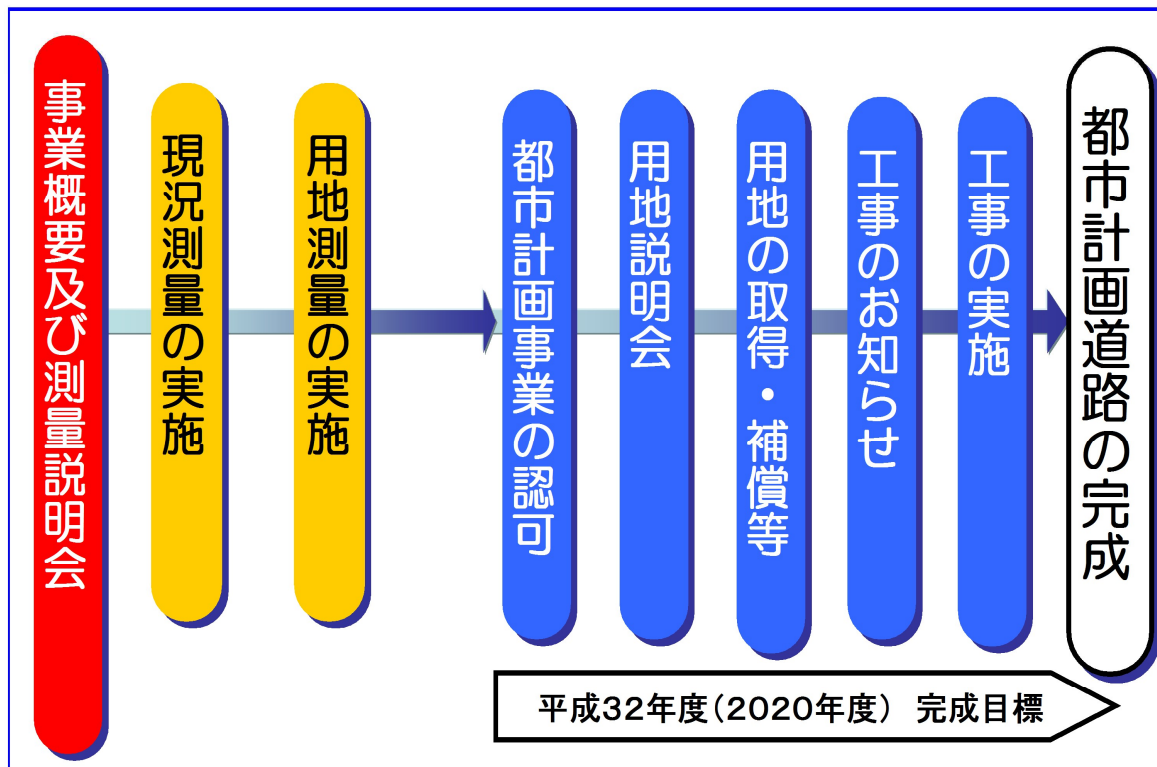 事業概要及び測量説明会
現況測量の実施
用地測量の実施
都市計画事業の認可
用地説明会
用地の取得・補償等
工事のお知らせ
工事の実施
都市計画道路の完成
平成32年度(2020年度) 完成目標